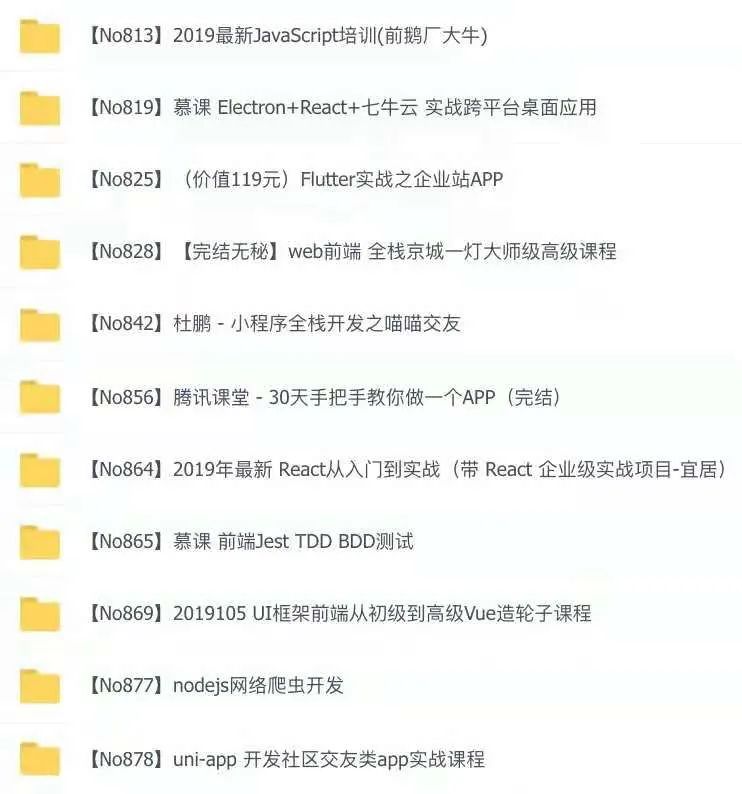 【No813】2019最新JavaScript培训(前鹅厂大牛)
【No819】慕课 Electron+React+七牛云 实战跨平台桌面应用
【No825】（价值119元）Flutter实战之企业站APP
【No828】【完结无秘】web前端 全栈京城一灯大师级高级课程
【No842】杜鹏 - 小程序全栈开发之喵喵交友
【No856】腾讯课堂 - 30天手把手教你做一个APP（完结）
【No864】2019年最新 React从入门到实战（带 React 企业级实战项目-宜居）
【No865】慕课 前端Jest TDD BDD测试
【No869】2019105 UI框架前端从初级到高级Vue造轮子课程
【No877】nodejs网络爬虫开发
【No878】uni-app 开发社区交友类app实战课程